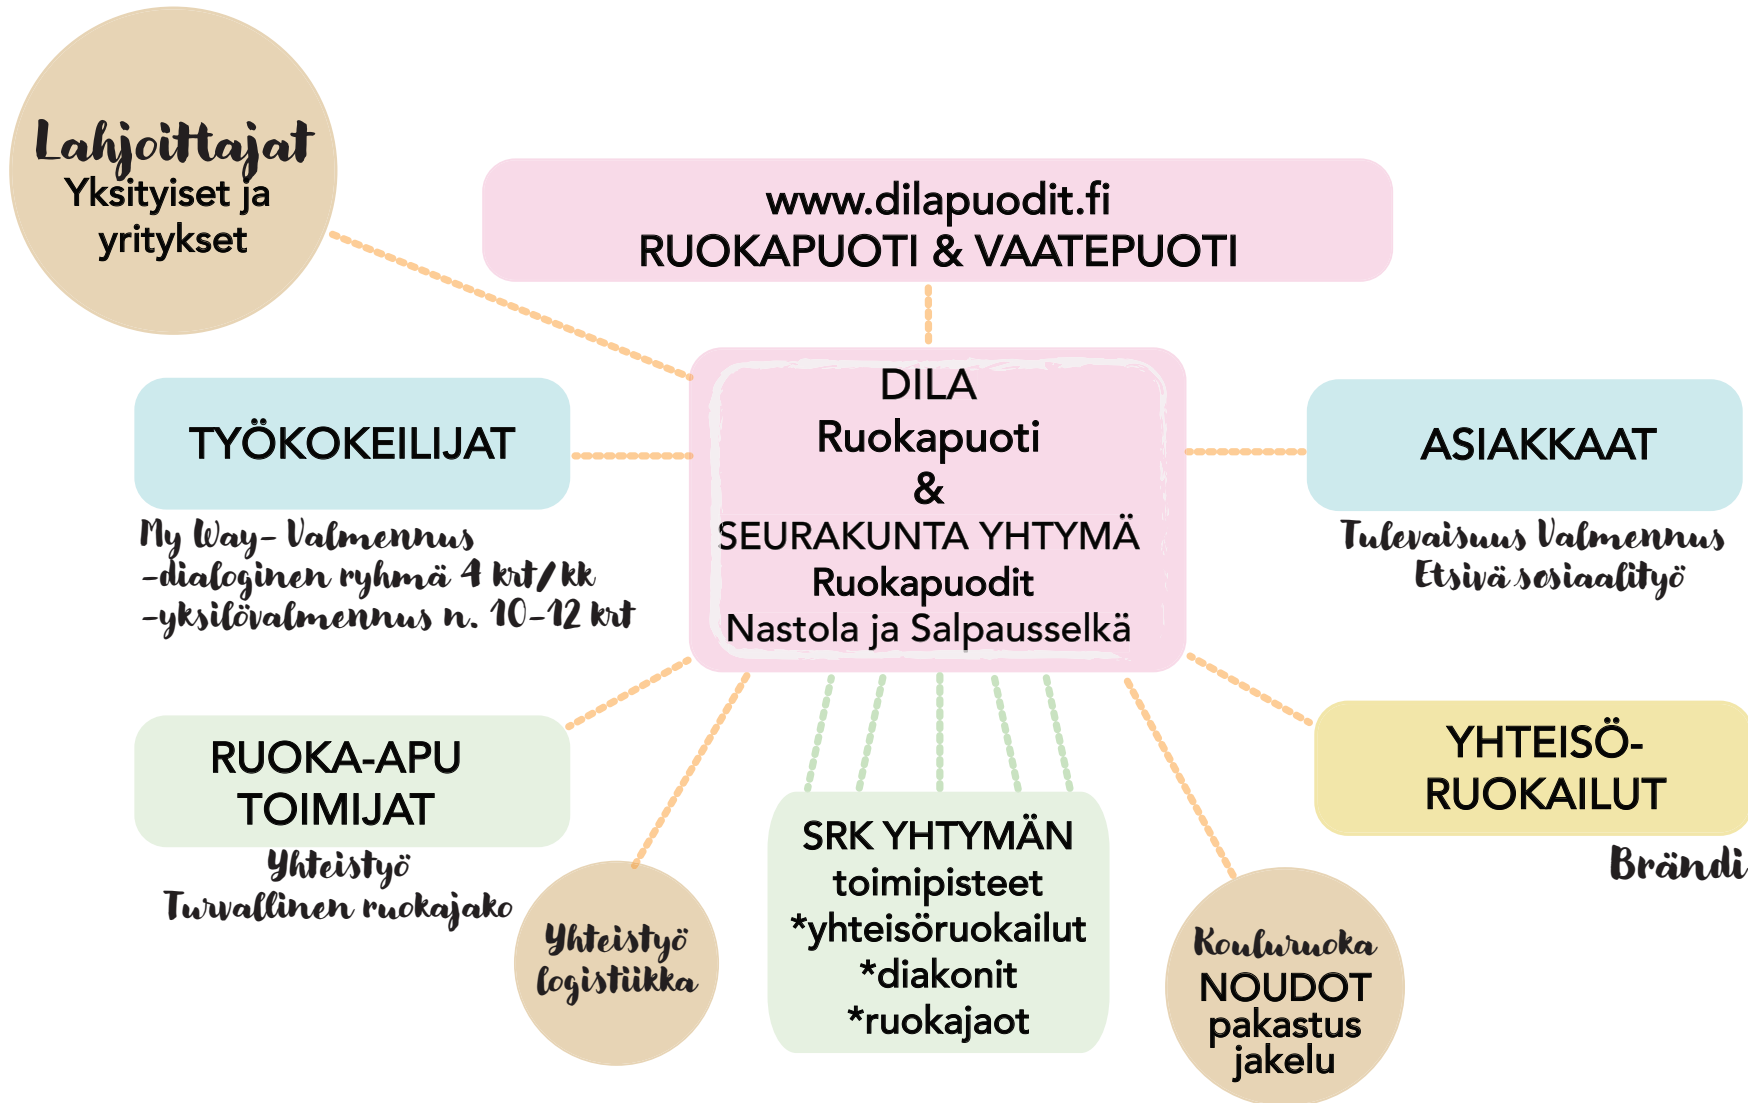 Lahjoittajat
Yksityiset ja
yritykset
www.dilapuodit.fi
RUOKAPUOTI & VAATEPUOTI
DILA
Ruokapuoti
&
SEURAKUNTA YHTYMÄ
Ruokapuodit
Nastola ja Salpausselkä
TYÖKOKEILIJAT
My Way- Valmennus
-dialoginen ryhmä 4 krt/kk
-yksilövalmennus n. 10-12 krt
ASIAKKAAT
Tulevaisuus Valmennus
Etsivä sosiaalityö
RUOKA-APU
TOIMIJAT
Yhteistyö
Turvallinen ruokajako
Yhteistyö
logistiikka
SRK YHTYMÄN
toimipisteet
*yhteisöruokailut
*diakonit
*ruokajaot
Kouluruoka
NOUDOT
pakastus
jakelu
YHTEISÖ-
RUOKAILUT
Brändi